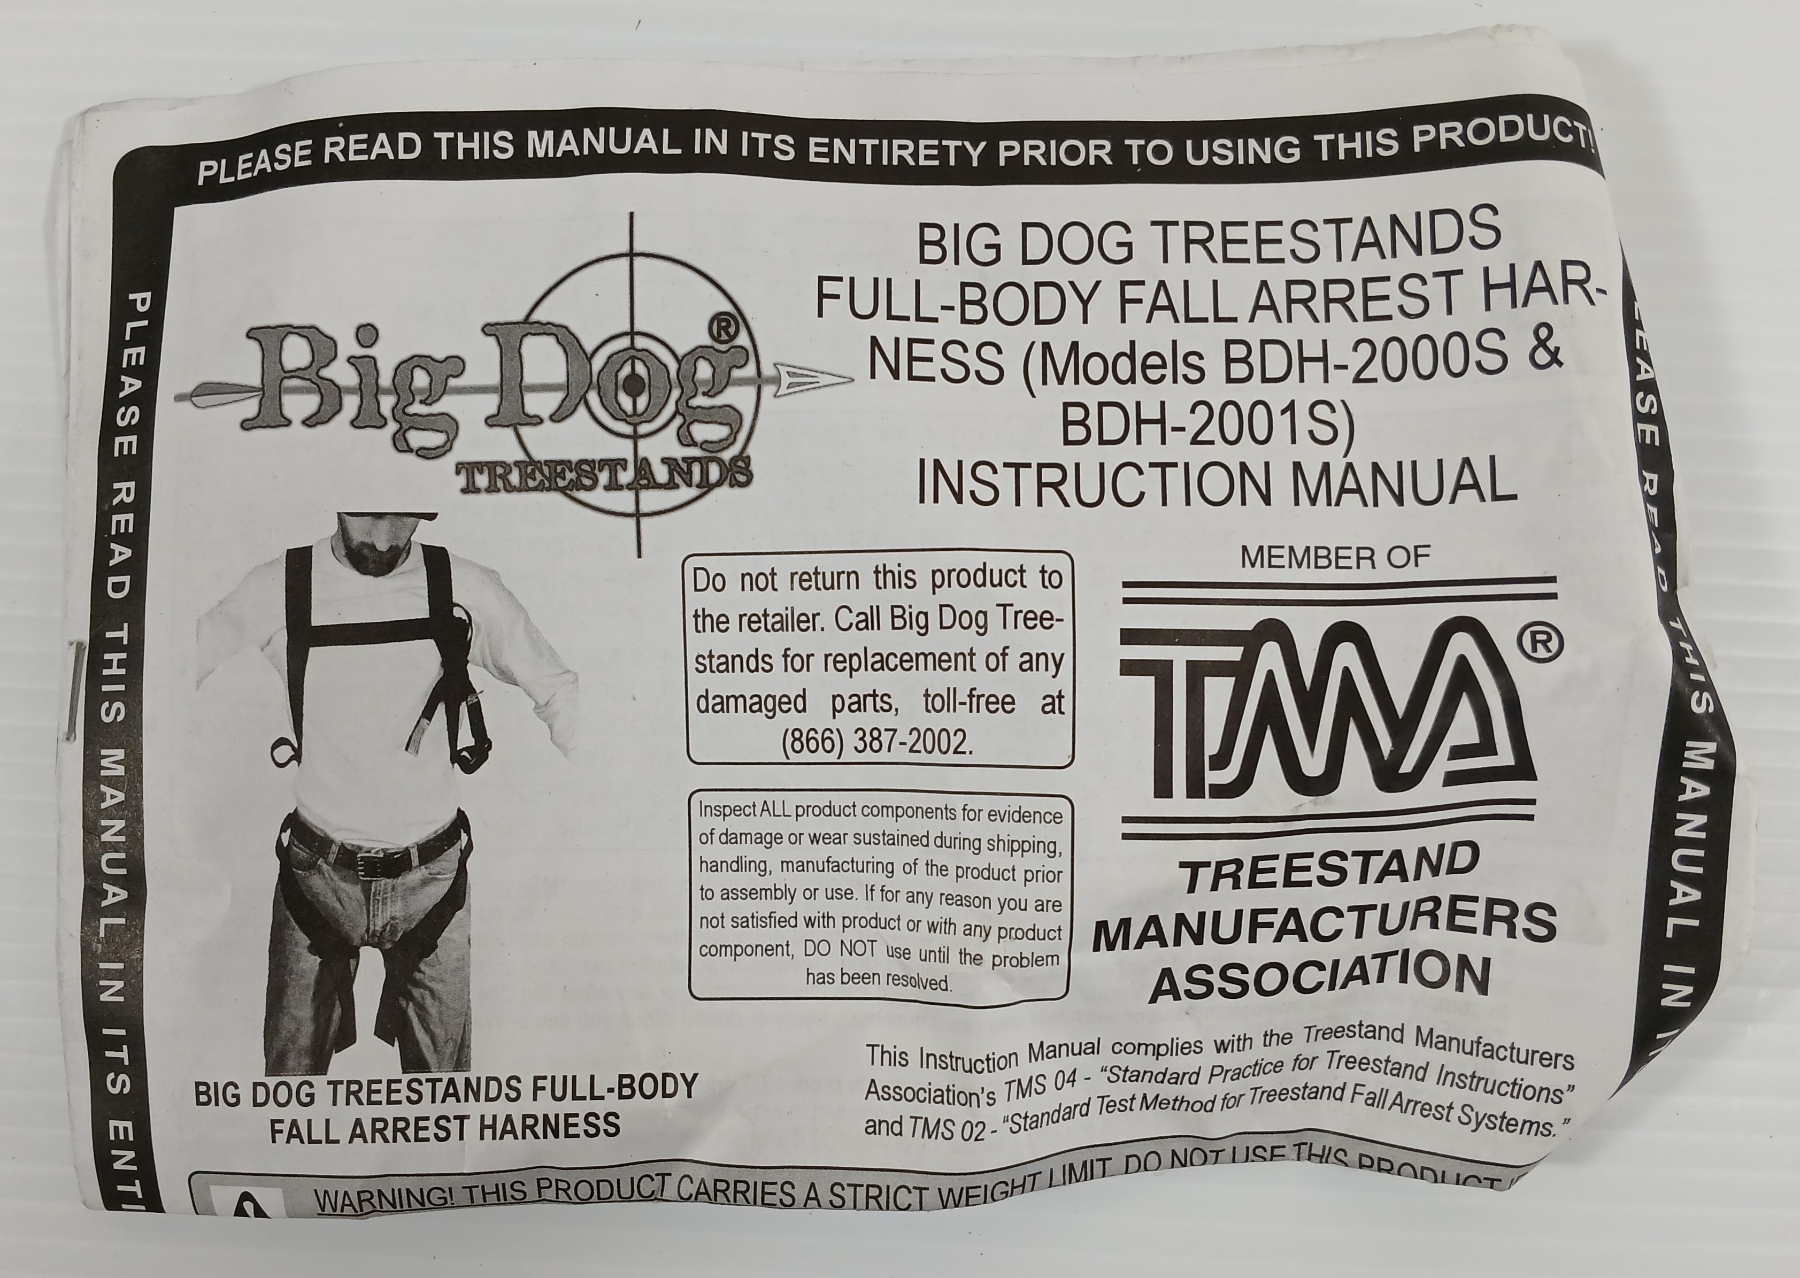 PLEASE READ THIS MANUAL IN ITS ENTIRETY PRIOR TO USING THIS PRODUCT!
PLEASE READ THIS MANUAL IN ITS ENTI
Big Dog®
TREESTANDS
BIG DOG TREESTANDS
FULL-BODY FALL ARREST HAR-
NESS (Models BDH-2000S &
BDH-2001S)
INSTRUCTION MANUAL
Do not return this product to
the retailer. Call Big Dog Tree-
stands for replacement of any
damaged parts, toll-free at
(866) 387-2002.
Inspect ALL product components for evidence
of damage or wear sustained during shipping,
handling, manufacturing of the product prior
to assembly or use. If for any reason you are
not satisfied with product or with any product
component, DO NOT use until the problem
has been resolved.
MEMBER OF
TMA®
TREESTAND
MANUFACTURERS
ASSOCIATION
BIG DOG TREESTANDS FULL-BODY
FALL ARREST HARNESS
This Instruction Manual complies with the Treestand Manufacturers
Association's TMS 04 - "Standard Practice for Treestand Instructions"
and TMS 02 - "Standard Test Method for Treestand Fall Arrest Systems."
WARNING! THIS PRODUCT CARRIES A STRICT WEIGHT LIMIT. DO NOT USE THIS PRODUCT
LEASE READ THIS MANUAL IN